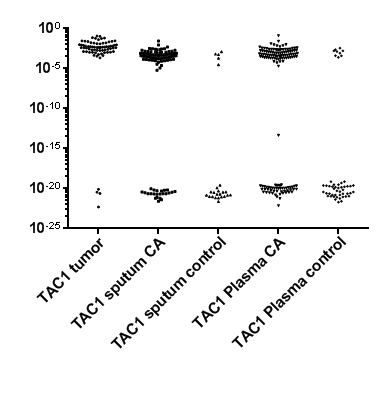 10^0
10^-5
10^-10
10^-15
10^-20
10^-25
TAC1 tumor
TAC1 sputum CA
TAC1 sputum control
TAC1 Plasma CA
TAC1 Plasma control